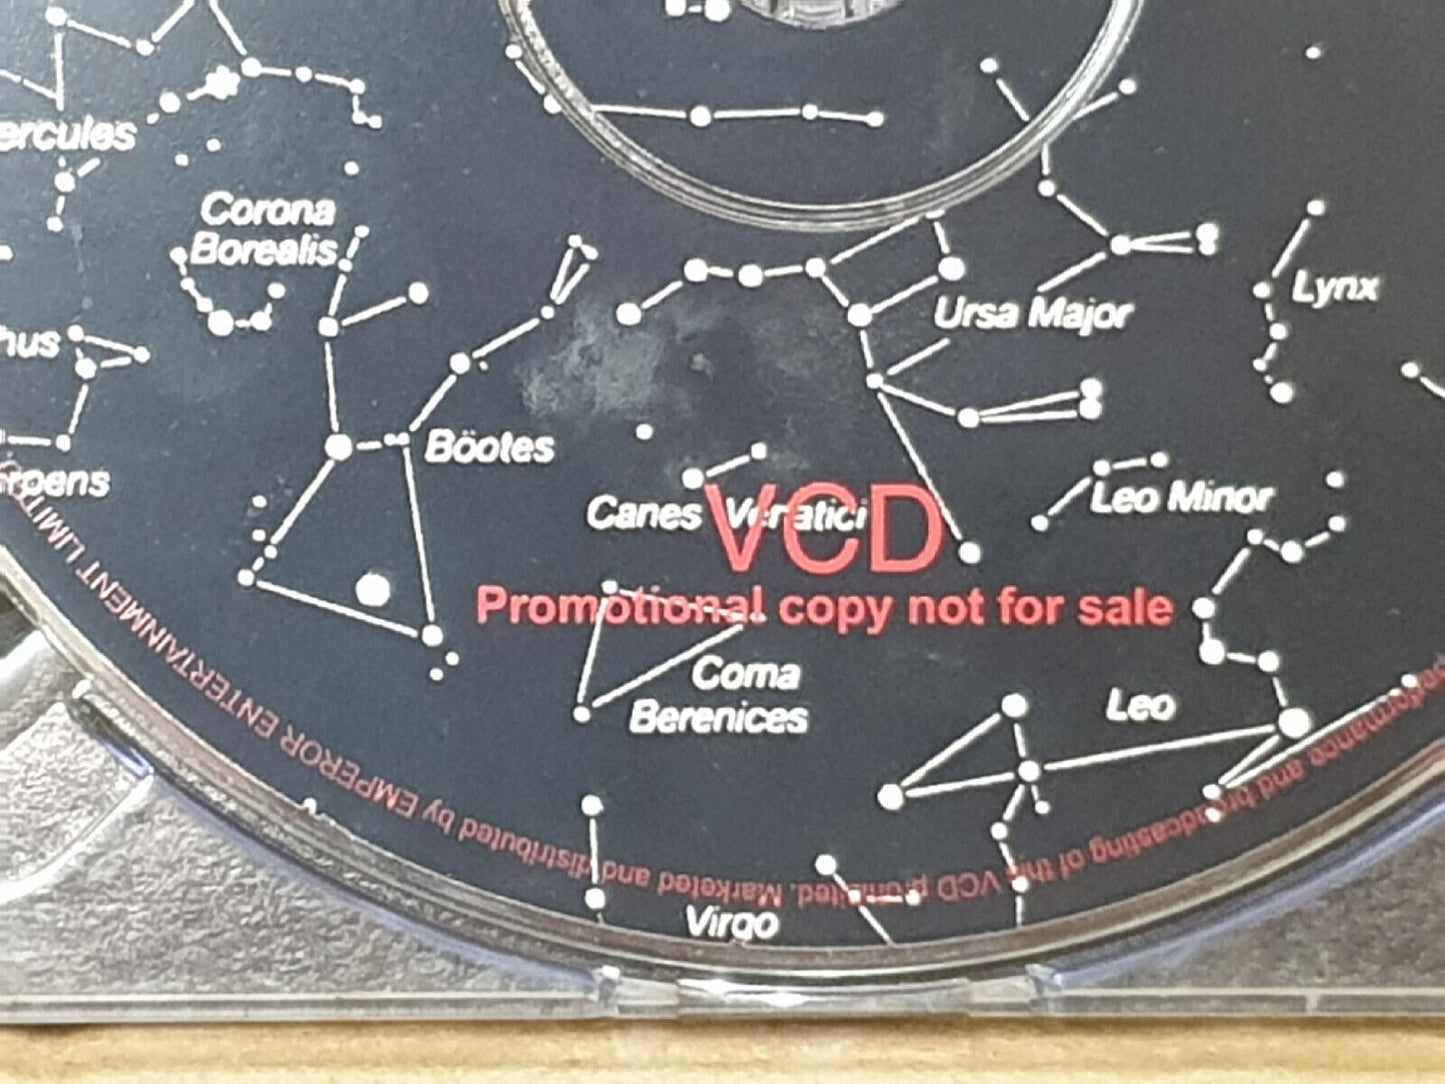 ercules
Corona
Borealis
Ursa Major
Lynx
hus
Böotes
rpens
Canes Venatici
Leo Minor
VCD
Promotional copy not for sale
Coma
Berenices
Leo
Virgo
performance and broadcasting of this VCD prohibited. Marketed and distributed by EMPEROR ENTERTAINMENT LIMITED